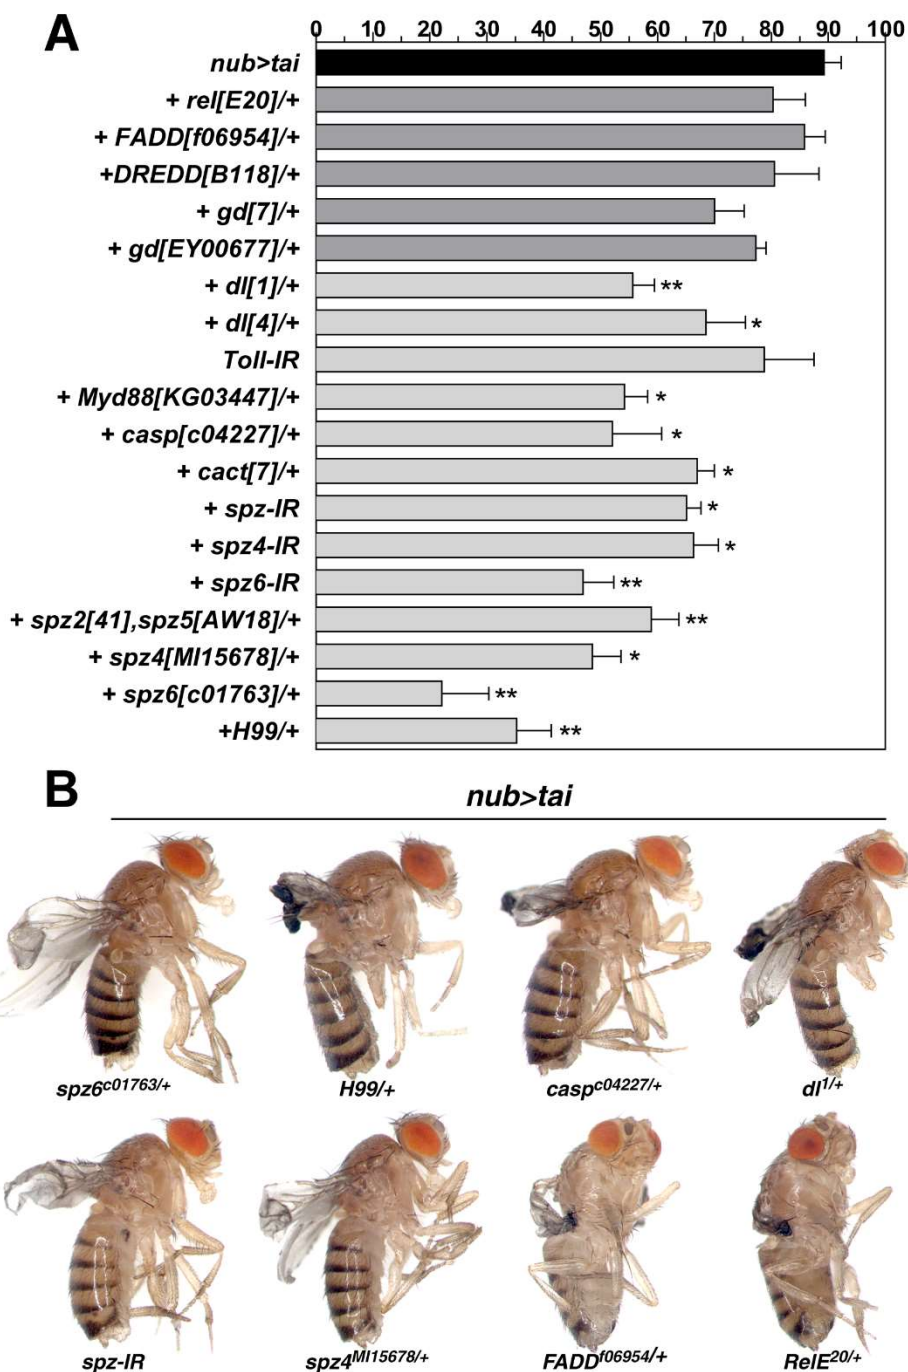 A
0 10 20 30 40 50 60 70 80 90 100
nub>tai
+ rel[E20]/+
+ FADD[f06954]/+
+DREDD[B118]/+
+ gd[7]/+
+ gd[EY00677]/+
+ dl[1]/+ **
+ dl[4]/+ *
Toll-IR
+ Myd88[KG03447]/+ *
+ casp[c04227]/+ *
+ cact[7]/+ *
+ spz-IR *
+ spz4-IR *
+ spz6-IR **
+ spz2[41],spz5[AW18]/+ **
+ spz4[MI15678]/+ *
+ spz6[c01763]/+ **
+H99/+ **
B
nub>tai
spz6c01763/+ H99/+ caspc04227/+ dl1/+
spz-IR spz4MI15678/+ FADDf06954/+ RelE20/+